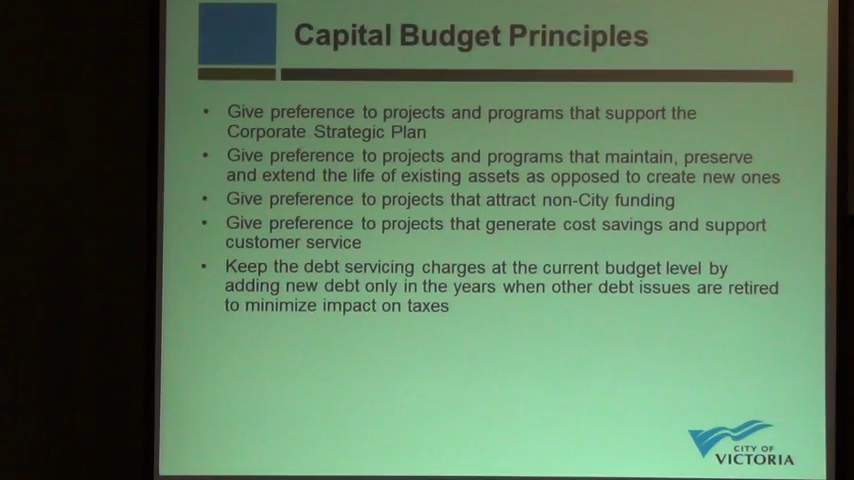 Capital Budget Principles
• Give preference to projects and programs that support the
Corporate Strategic Plan
• Give preference to projects and programs that maintain, preserve
and extend the life of existing assets as opposed to create new ones
• Give preference to projects that attract non-City funding
• Give preference to projects that generate cost savings and support
customer service
• Keep the debt servicing charges at the current budget level by
adding new debt only in the years when other debt issues are retired
to minimize impact on taxes
CITY OF
VICTORIA